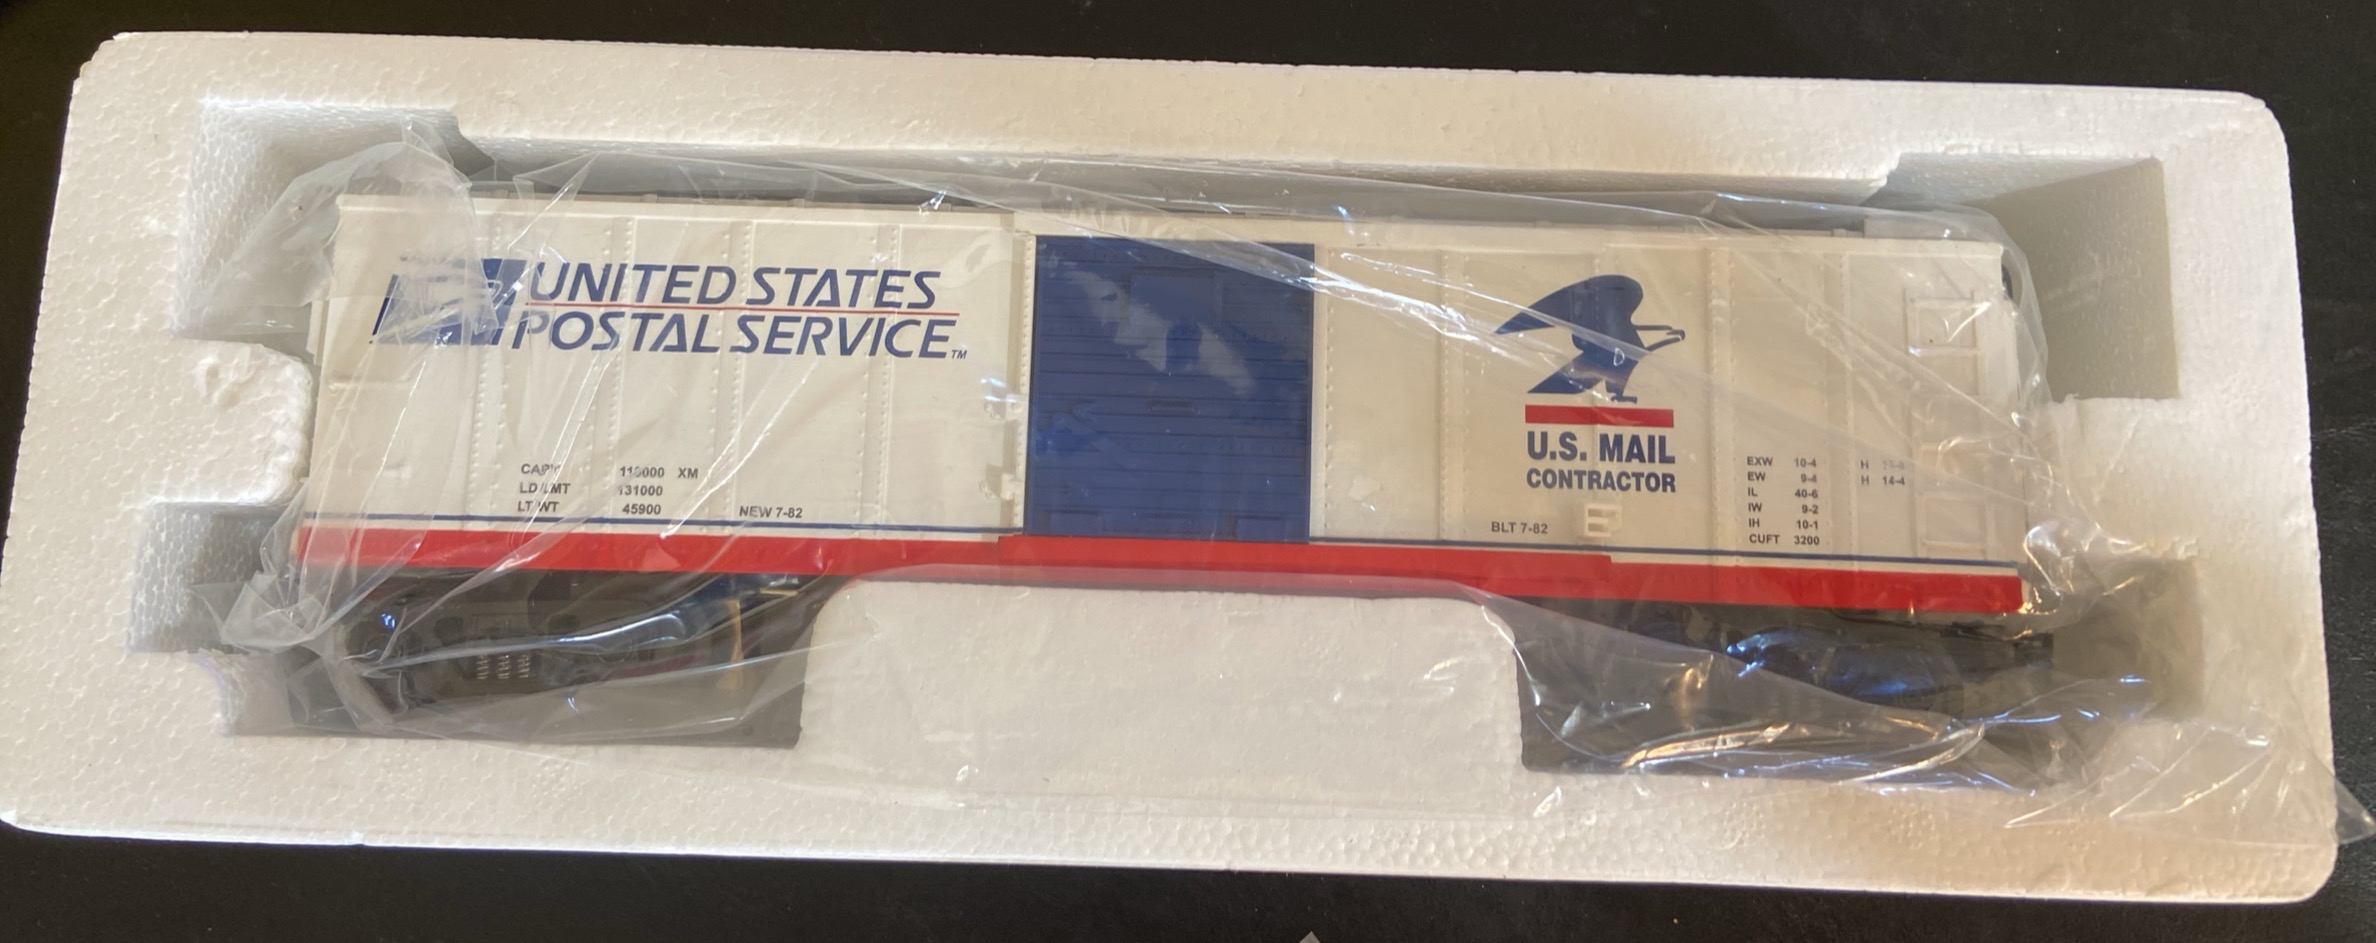 UNITED STATES
POSTAL SERVICE™
XM
LD LMT 131000
LT WT 45900
NEW 7-82
U.S. MAIL
CONTRACTOR
BLT 7-82
EXW 10-4 H
EW 9-4 H 14-4
IL 40-6
IW 9-2
IH 10-1
CUFT 3200